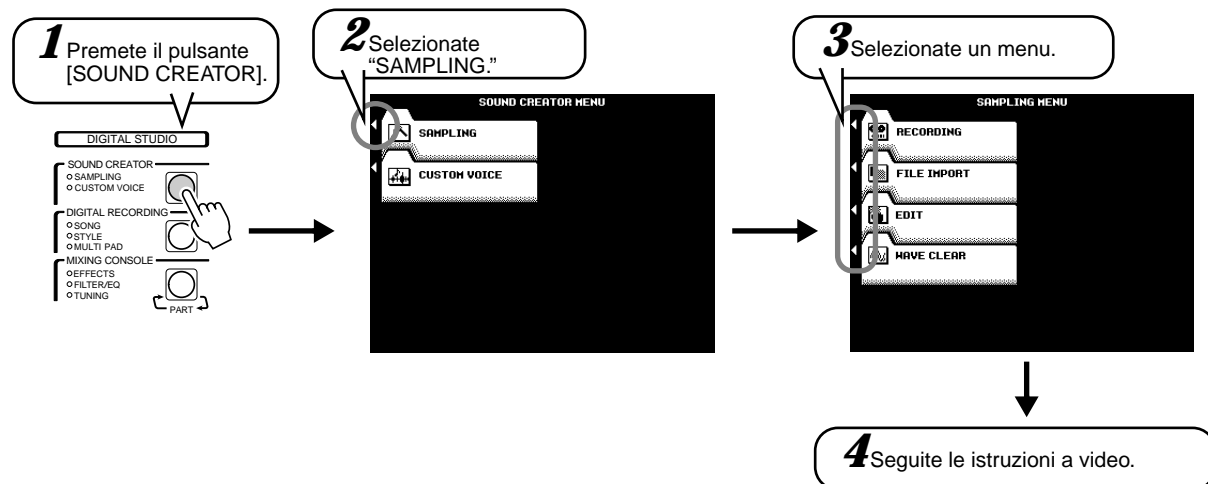 1 Premete il pulsante
[SOUND CREATOR].
DIGITAL STUDIO
SOUND CREATOR
SAMPLING
CUSTOM VOICE
DIGITAL RECORDING
SONG
STYLE
MULTI PAD
MIXING CONSOLE
EFFECTS
FILTER/EQ
TUNING
PART
2 Selezionate
“SAMPLING.”
SOUND CREATOR MENU
SAMPLING
CUSTOM VOICE
3 Selezionate un menu.
SAMPLING MENU
RECORDING
FILE IMPORT
EDIT
WAVE CLEAR
4 Seguite le istruzioni a video.